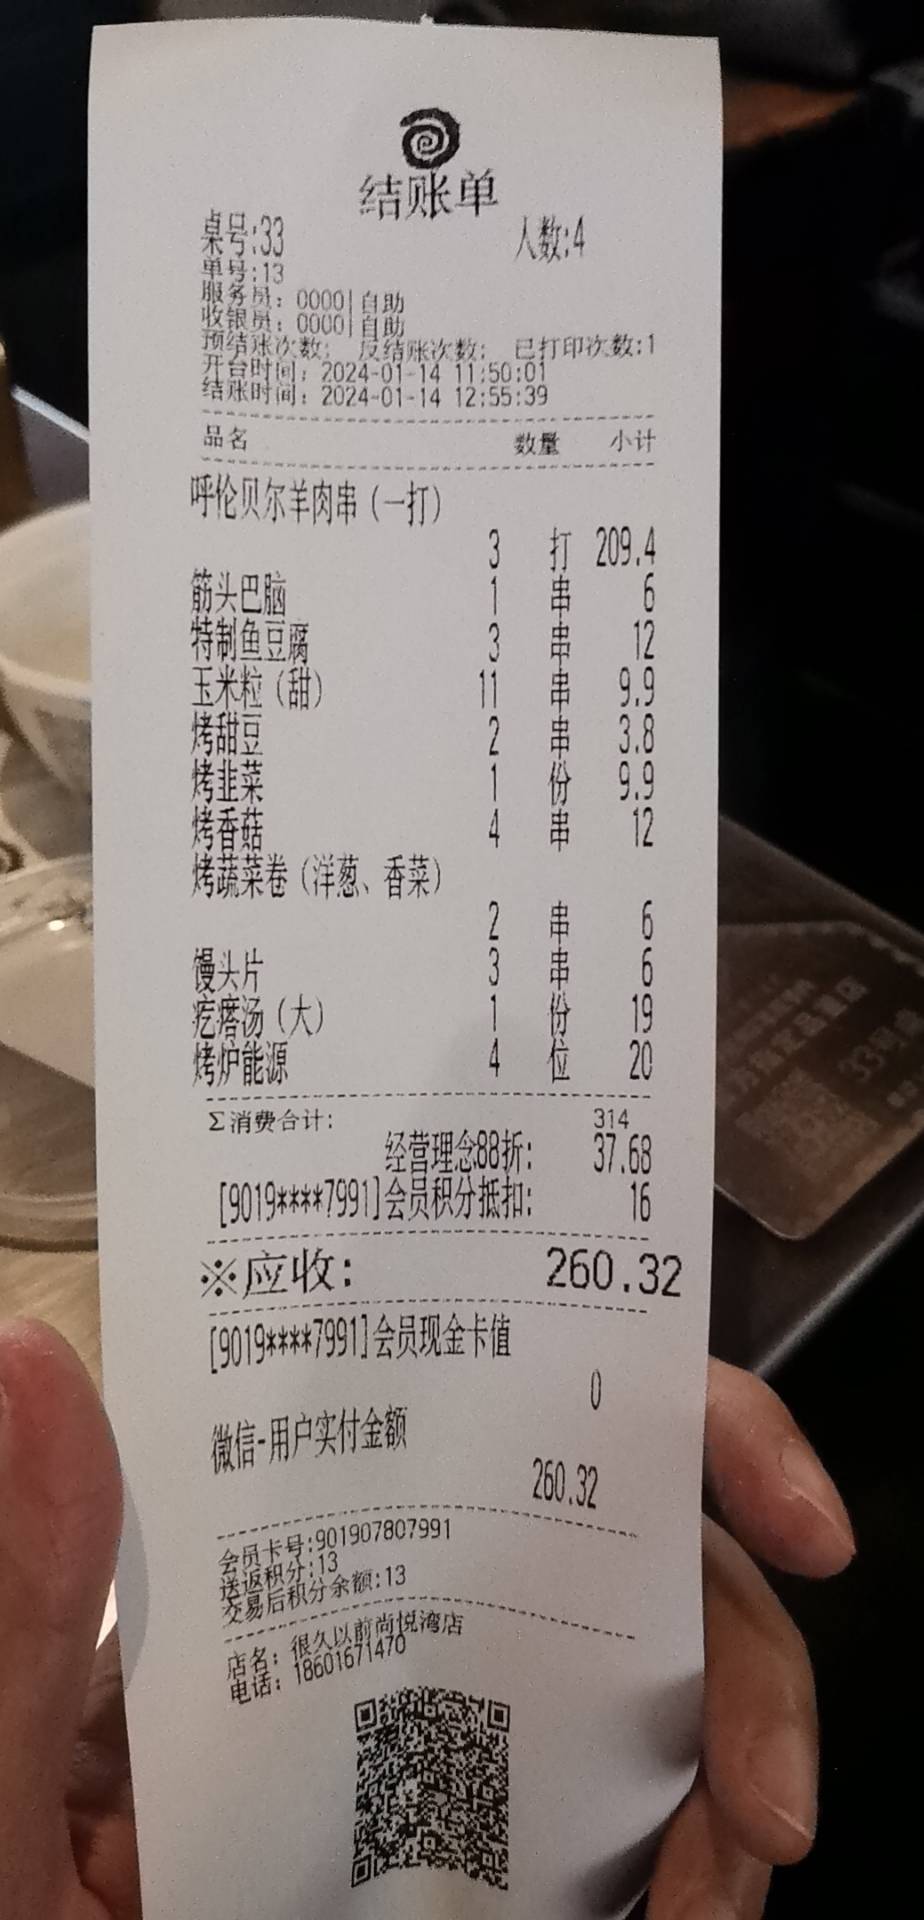 结账单
桌号:33 人数:4
单号:13
服务员: 0000|自助
收银员: 0000|自助
预结账次数: 反结账次数: 已打印次数:1
开台时间: 2024-01-14 11:50:01
结账时间: 2024-01-14 12:55:39
品名 数量 小计
呼伦贝尔羊肉串(一打)
3 打 209.4
筋头巴脑 1 串 6
特制鱼豆腐 3 串 12
玉米粒(甜) 11 串 9.9
烤甜豆 2 串 3.8
烤韭菜 1 份 9.9
烤香菇 4 串 12
烤蔬菜卷(洋葱、香菜)
2 串 6
馒头片 3 串 6
疙瘩汤(大) 1 份 19
烤炉能源 4 位 20
Σ消费合计: 314
经营理念88折: 37.68
[9019****7991]会员积分抵扣: 16
※应收: 260.32
[9019****7991]会员现金卡值
0
微信-用户实付金额
260.32
会员卡号:901907807991
送返积分:13
交易后积分余额:13
店名: 很久以前尚悦湾店
电话: 18601671470